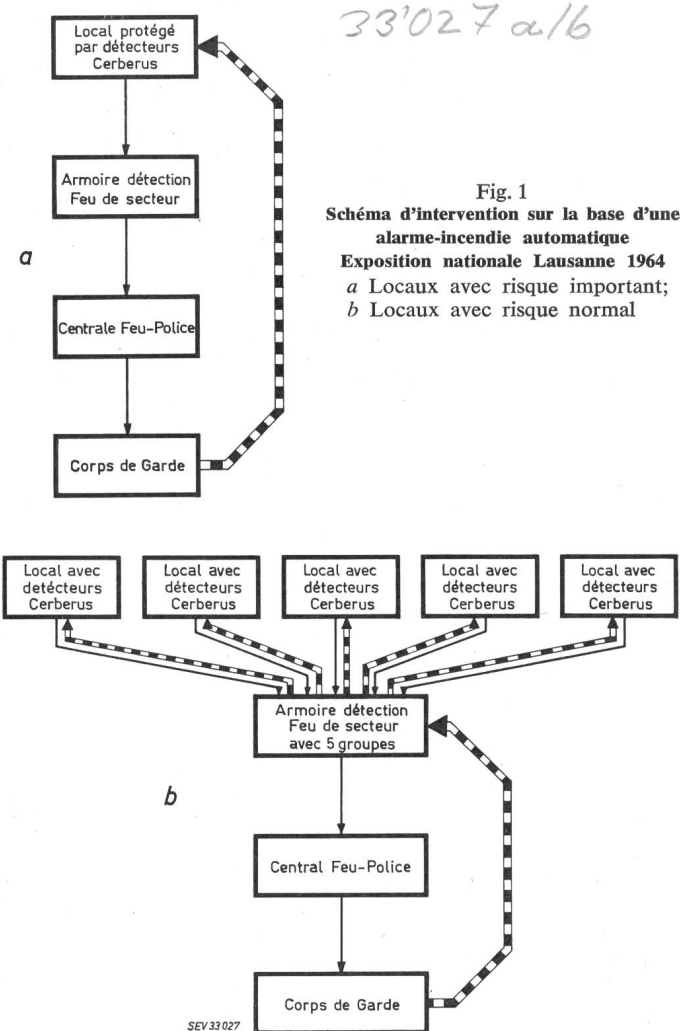 33'027 a/b
Local protégé
par détecteurs
Cerberus
Armoire détection
Feu de secteur
a
Centrale Feu-Police
Corps de Garde
Fig. 1
Schéma d'intervention sur la base d'une
alarme-incendie automatique
Exposition nationale Lausanne 1964
a Locaux avec risque important;
b Locaux avec risque normal
Local avec
detécteurs
Cerberus
Local avec
détecteurs
Cerberus
Local avec
détecteurs
Cerberus
Local avec
détecteurs
Cerberus
Local avec
détecteurs
Cerberus
Armoire détection
Feu de secteur
avec 5 groupes
b
Central Feu-Police
Corps de Garde
SEV 33 027